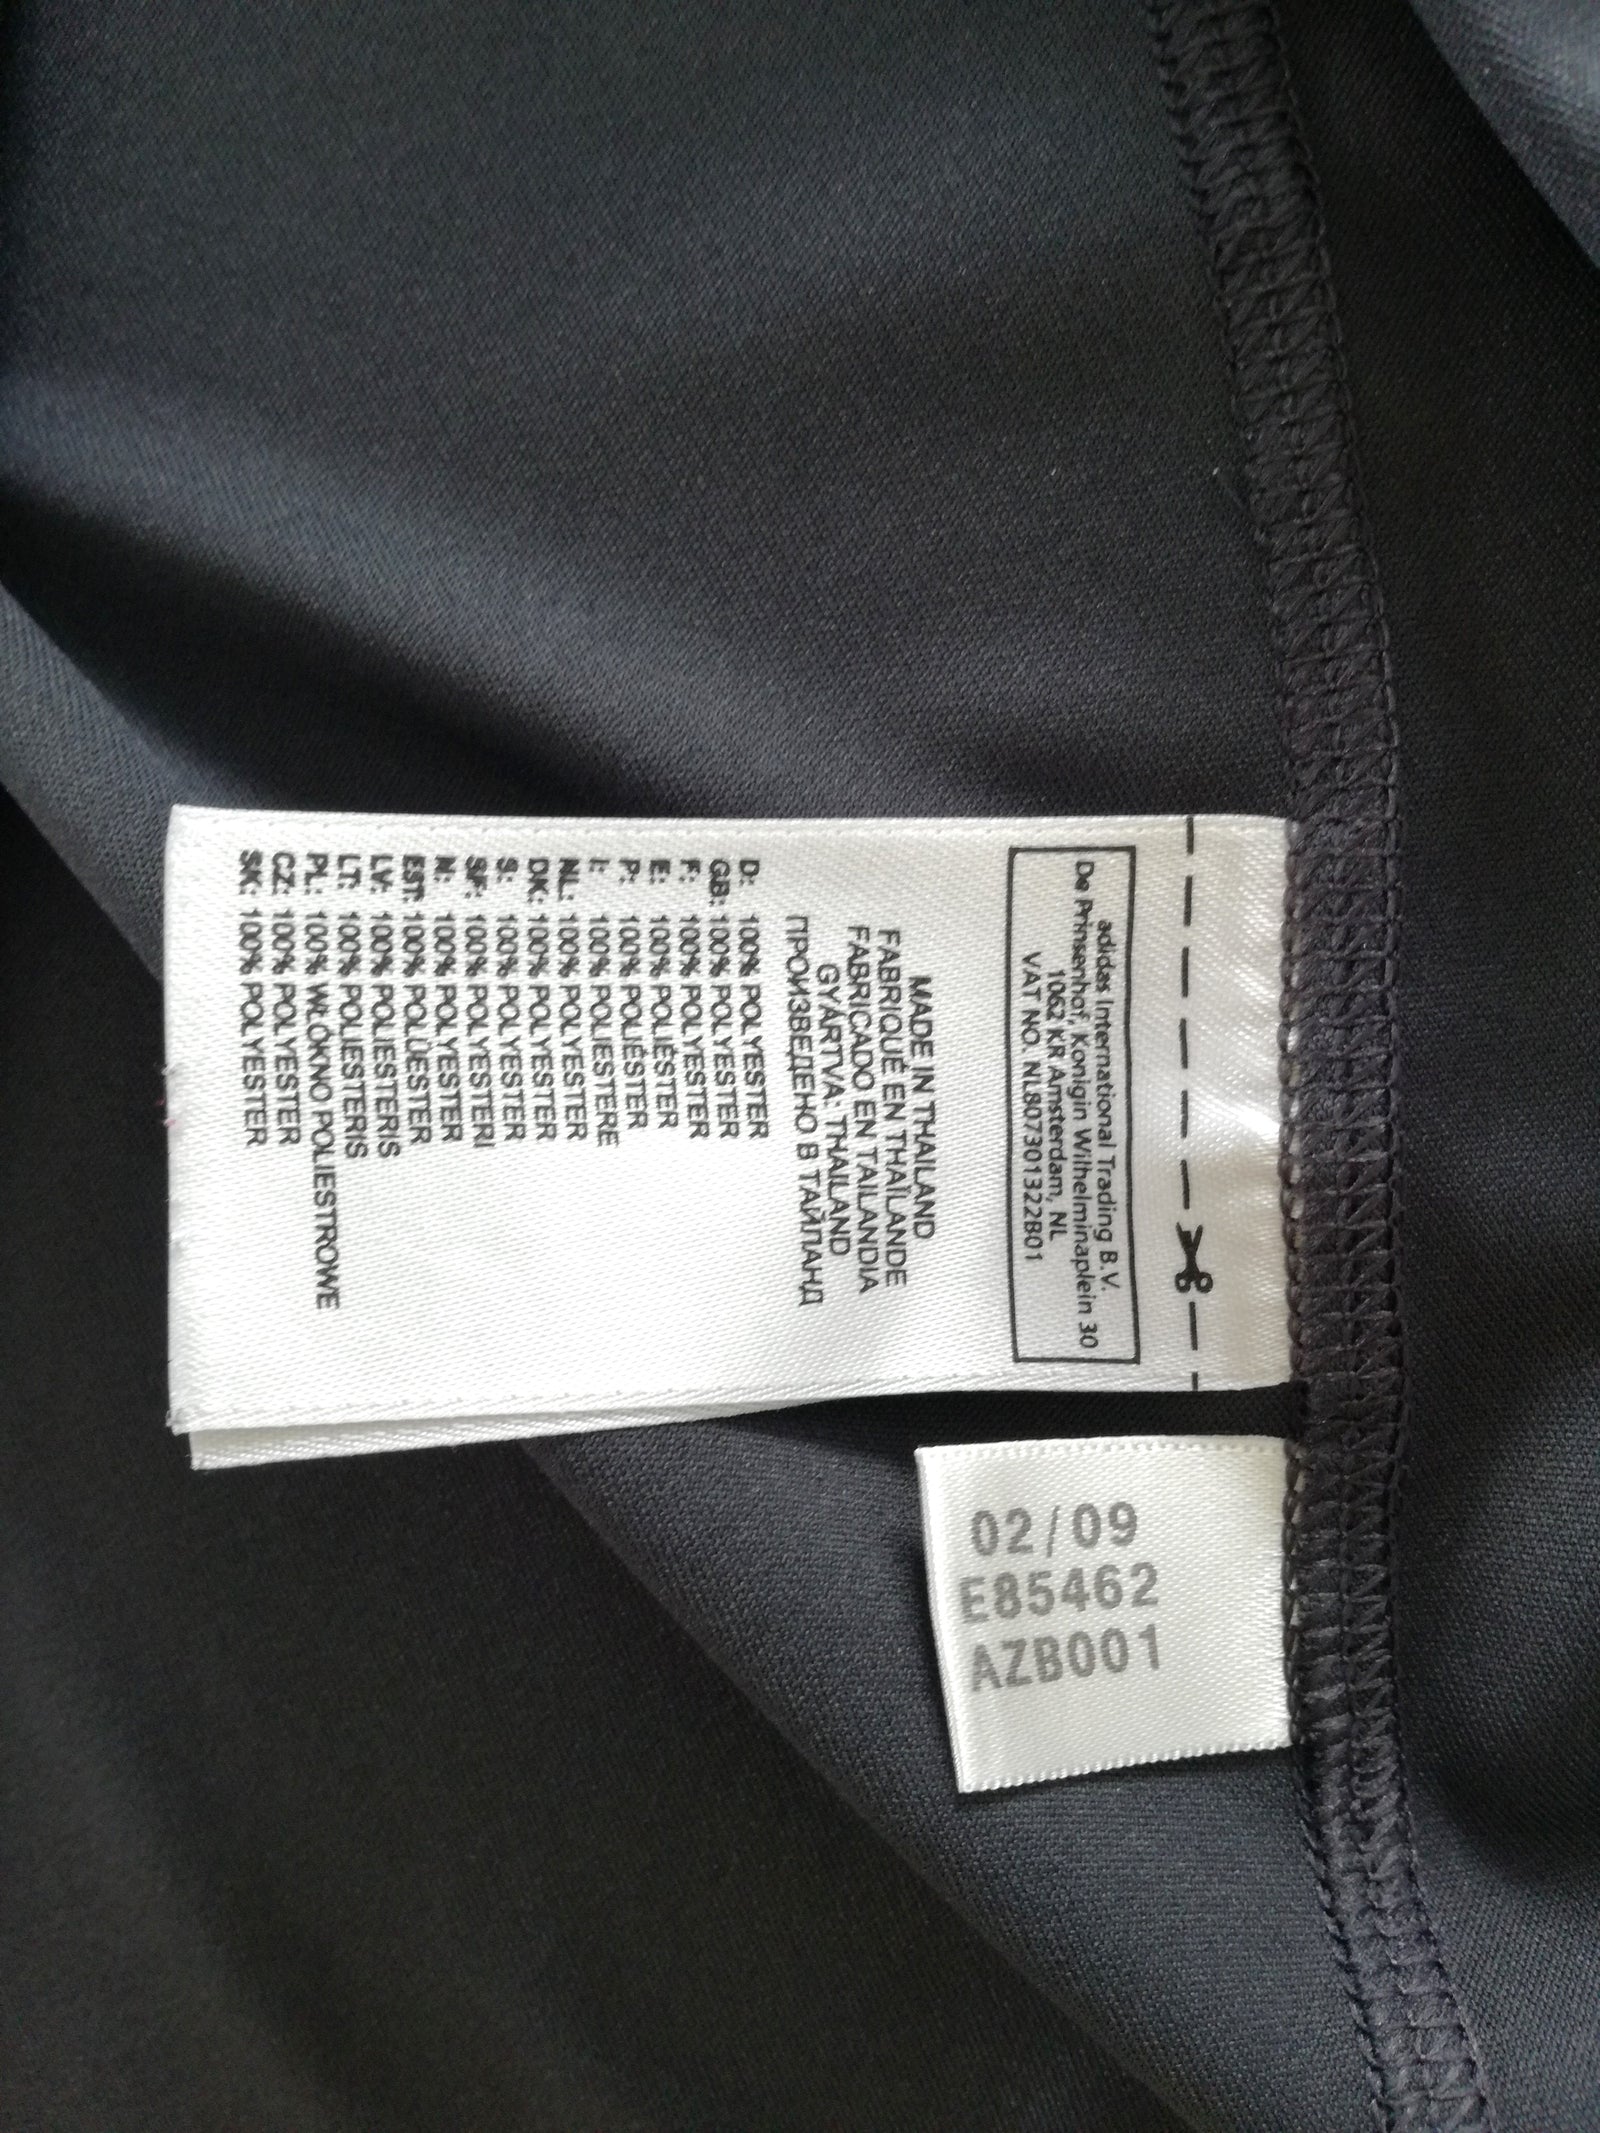 adidas International Trading B.V.
De Prinsenhof, Konigin Wilhelminaplein 30
1062 KR Amsterdam, NL
VAT NO. NL807301322B01
MADE IN THAILAND
FABRIQUÉ EN THAÏLANDE
FABRICADO EN TAILANDIA
GYÁRTVA: THAILAND
ПРОИЗВЕДЕНО В ТАЙЛАНД
D: 100% POLYESTER
GB: 100% POLYESTER
F: 100% POLYESTER
E: 100% POLIÉSTER
P: 100% POLIÉSTER
I: 100% POLIESTERE
NL: 100% POLYESTER
DK: 100% POLYESTER
S: 100% POLYESTER
SF: 100% POLYESTERI
N: 100% POLYESTER
EST: 100% POLÜESTER
LV: 100% POLIESTERIS
LT: 100% POLIESTERIS
PL: 100% WŁÓKNO POLIESTROWE
CZ: 100% POLYESTER
SK: 100% POLYESTER
02/09
E85462
AZB001